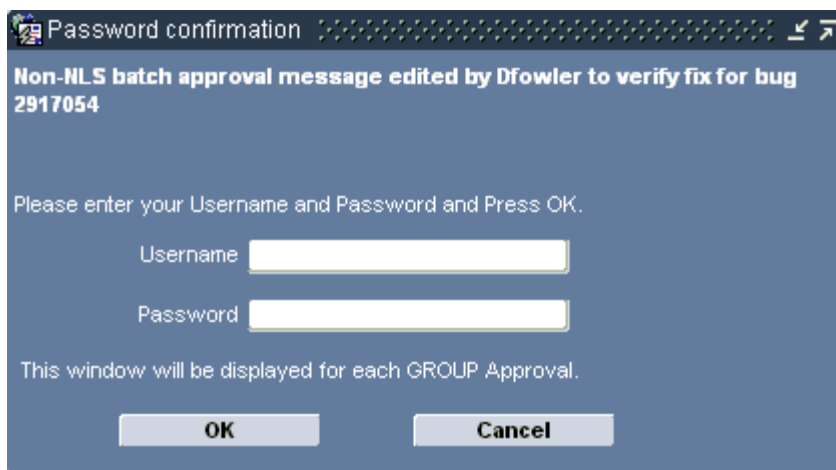 Password confirmation
Non-NLS batch approval message edited by Dfowler to verify fix for bug
2917054
Please enter your Username and Password and Press OK.
Username
Password
This window will be displayed for each GROUP Approval.
OK Cancel